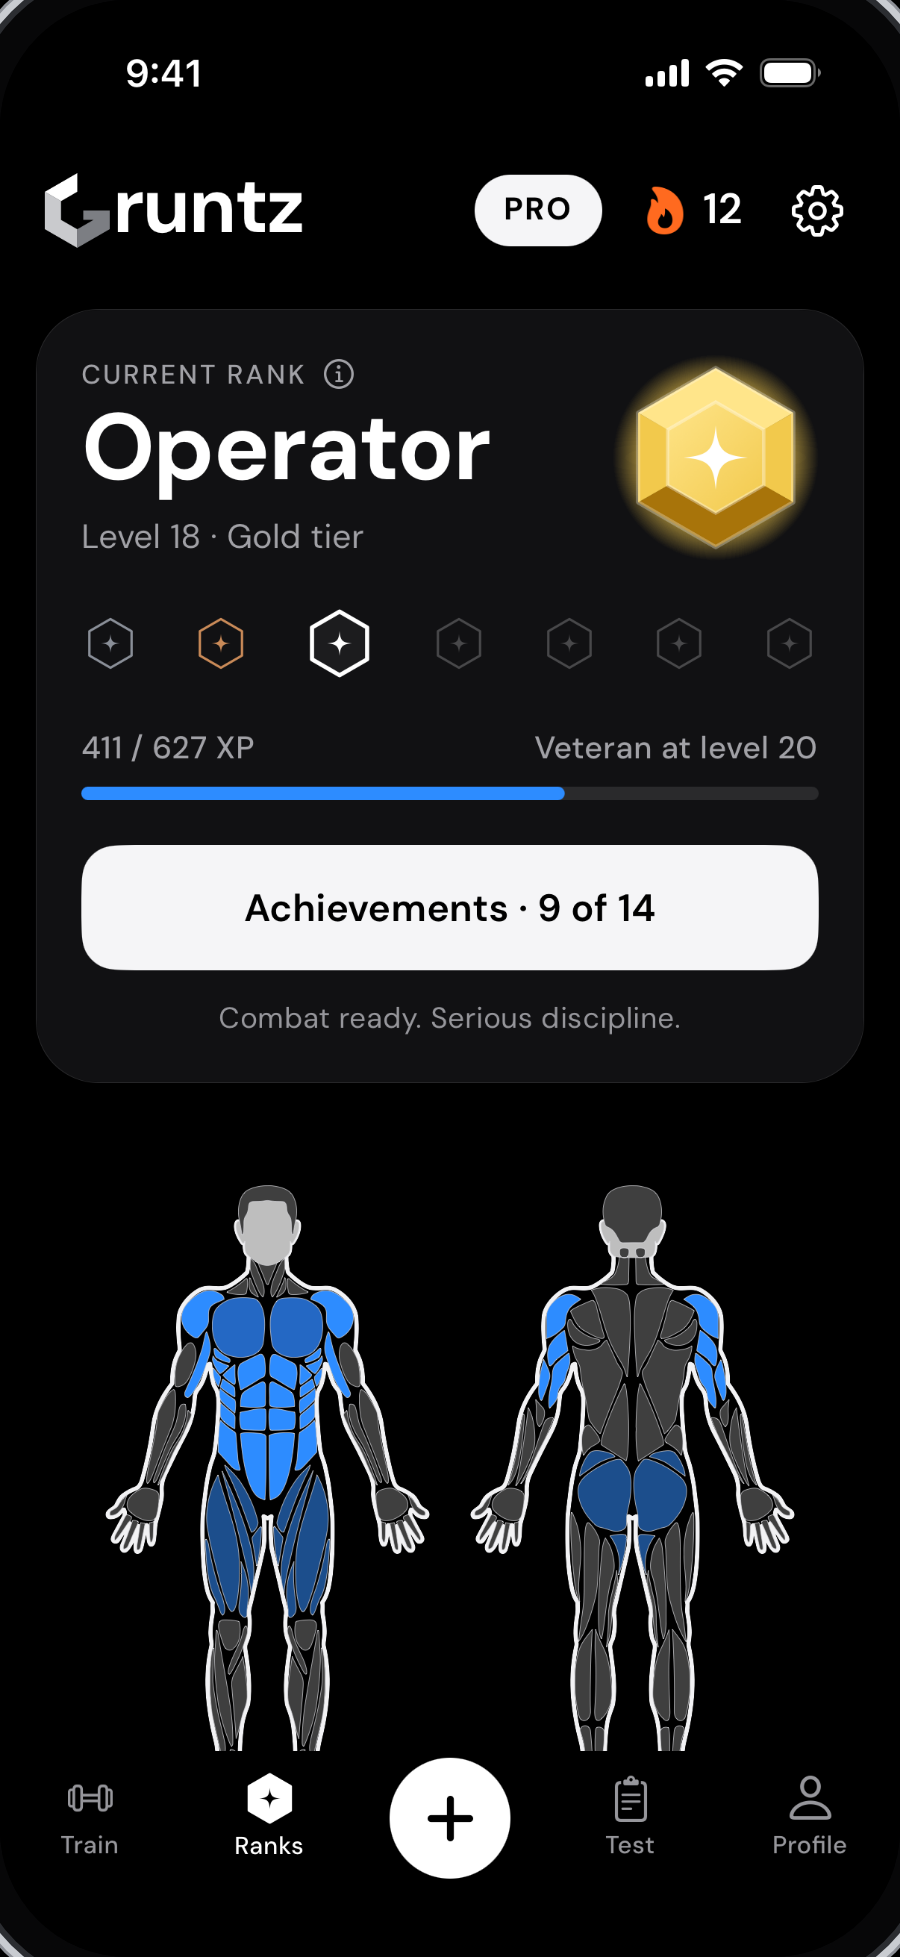 9:41
Gruntz
PRO
12
CURRENT RANK
Operator
Level 18 · Gold tier
411 / 627 XP
Veteran at level 20
Achievements · 9 of 14
Combat ready. Serious discipline.
Train
Ranks
Test
Profile